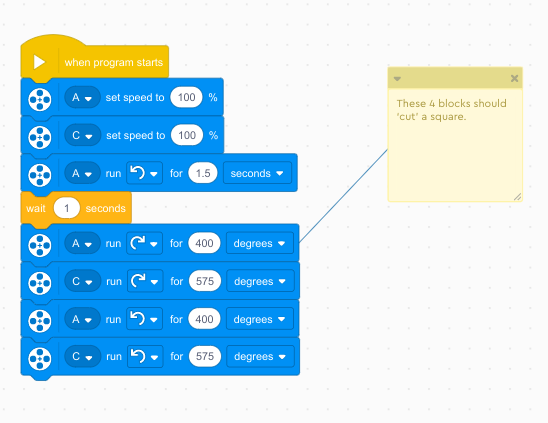 when program starts
A set speed to 100 %
C set speed to 100 %
A run for 1.5 seconds
wait 1 seconds
A run for 400 degrees
C run for 575 degrees
A run for 400 degrees
C run for 575 degrees
These 4 blocks should
‘cut’ a square.